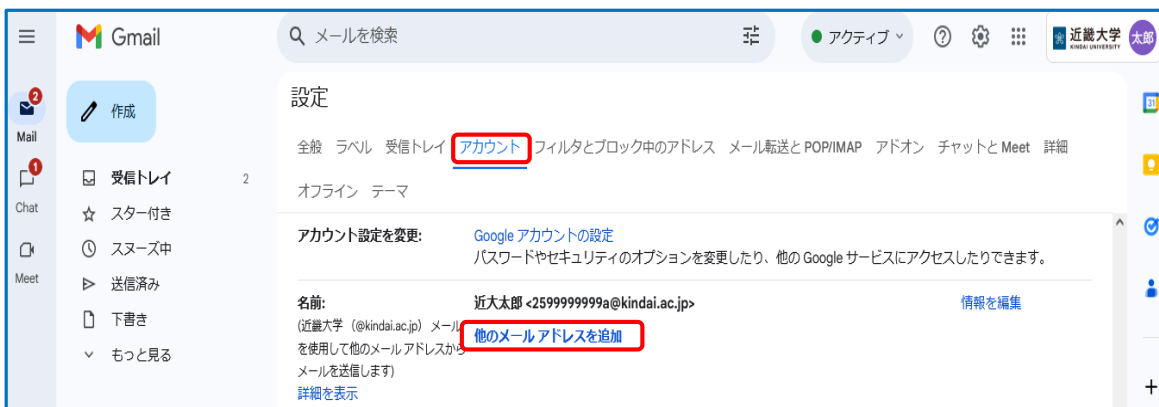 Gmail
メールを検索
アクティブ
近畿大学
KINDAI UNIVERSITY
太郎
2
Mail
1
Chat
Meet
作成
受信トレイ 2
スター付き
スヌーズ中
送信済み
下書き
もっと見る
設定
全般 ラベル 受信トレイ アカウント フィルタとブロック中のアドレス メール転送と POP/IMAP アドオン チャットと Meet 詳細
オフライン テーマ
アカウント設定を変更: Google アカウントの設定
パスワードやセキュリティのオプションを変更したり、他の Google サービスにアクセスしたりできます。
名前: 近大太郎 <2599999999a@kindai.ac.jp> 情報を編集
(近畿大学（@kindai.ac.jp）メール 他のメール アドレスを追加
を使用して他のメール アドレスから
メールを送信します)
詳細を表示
31